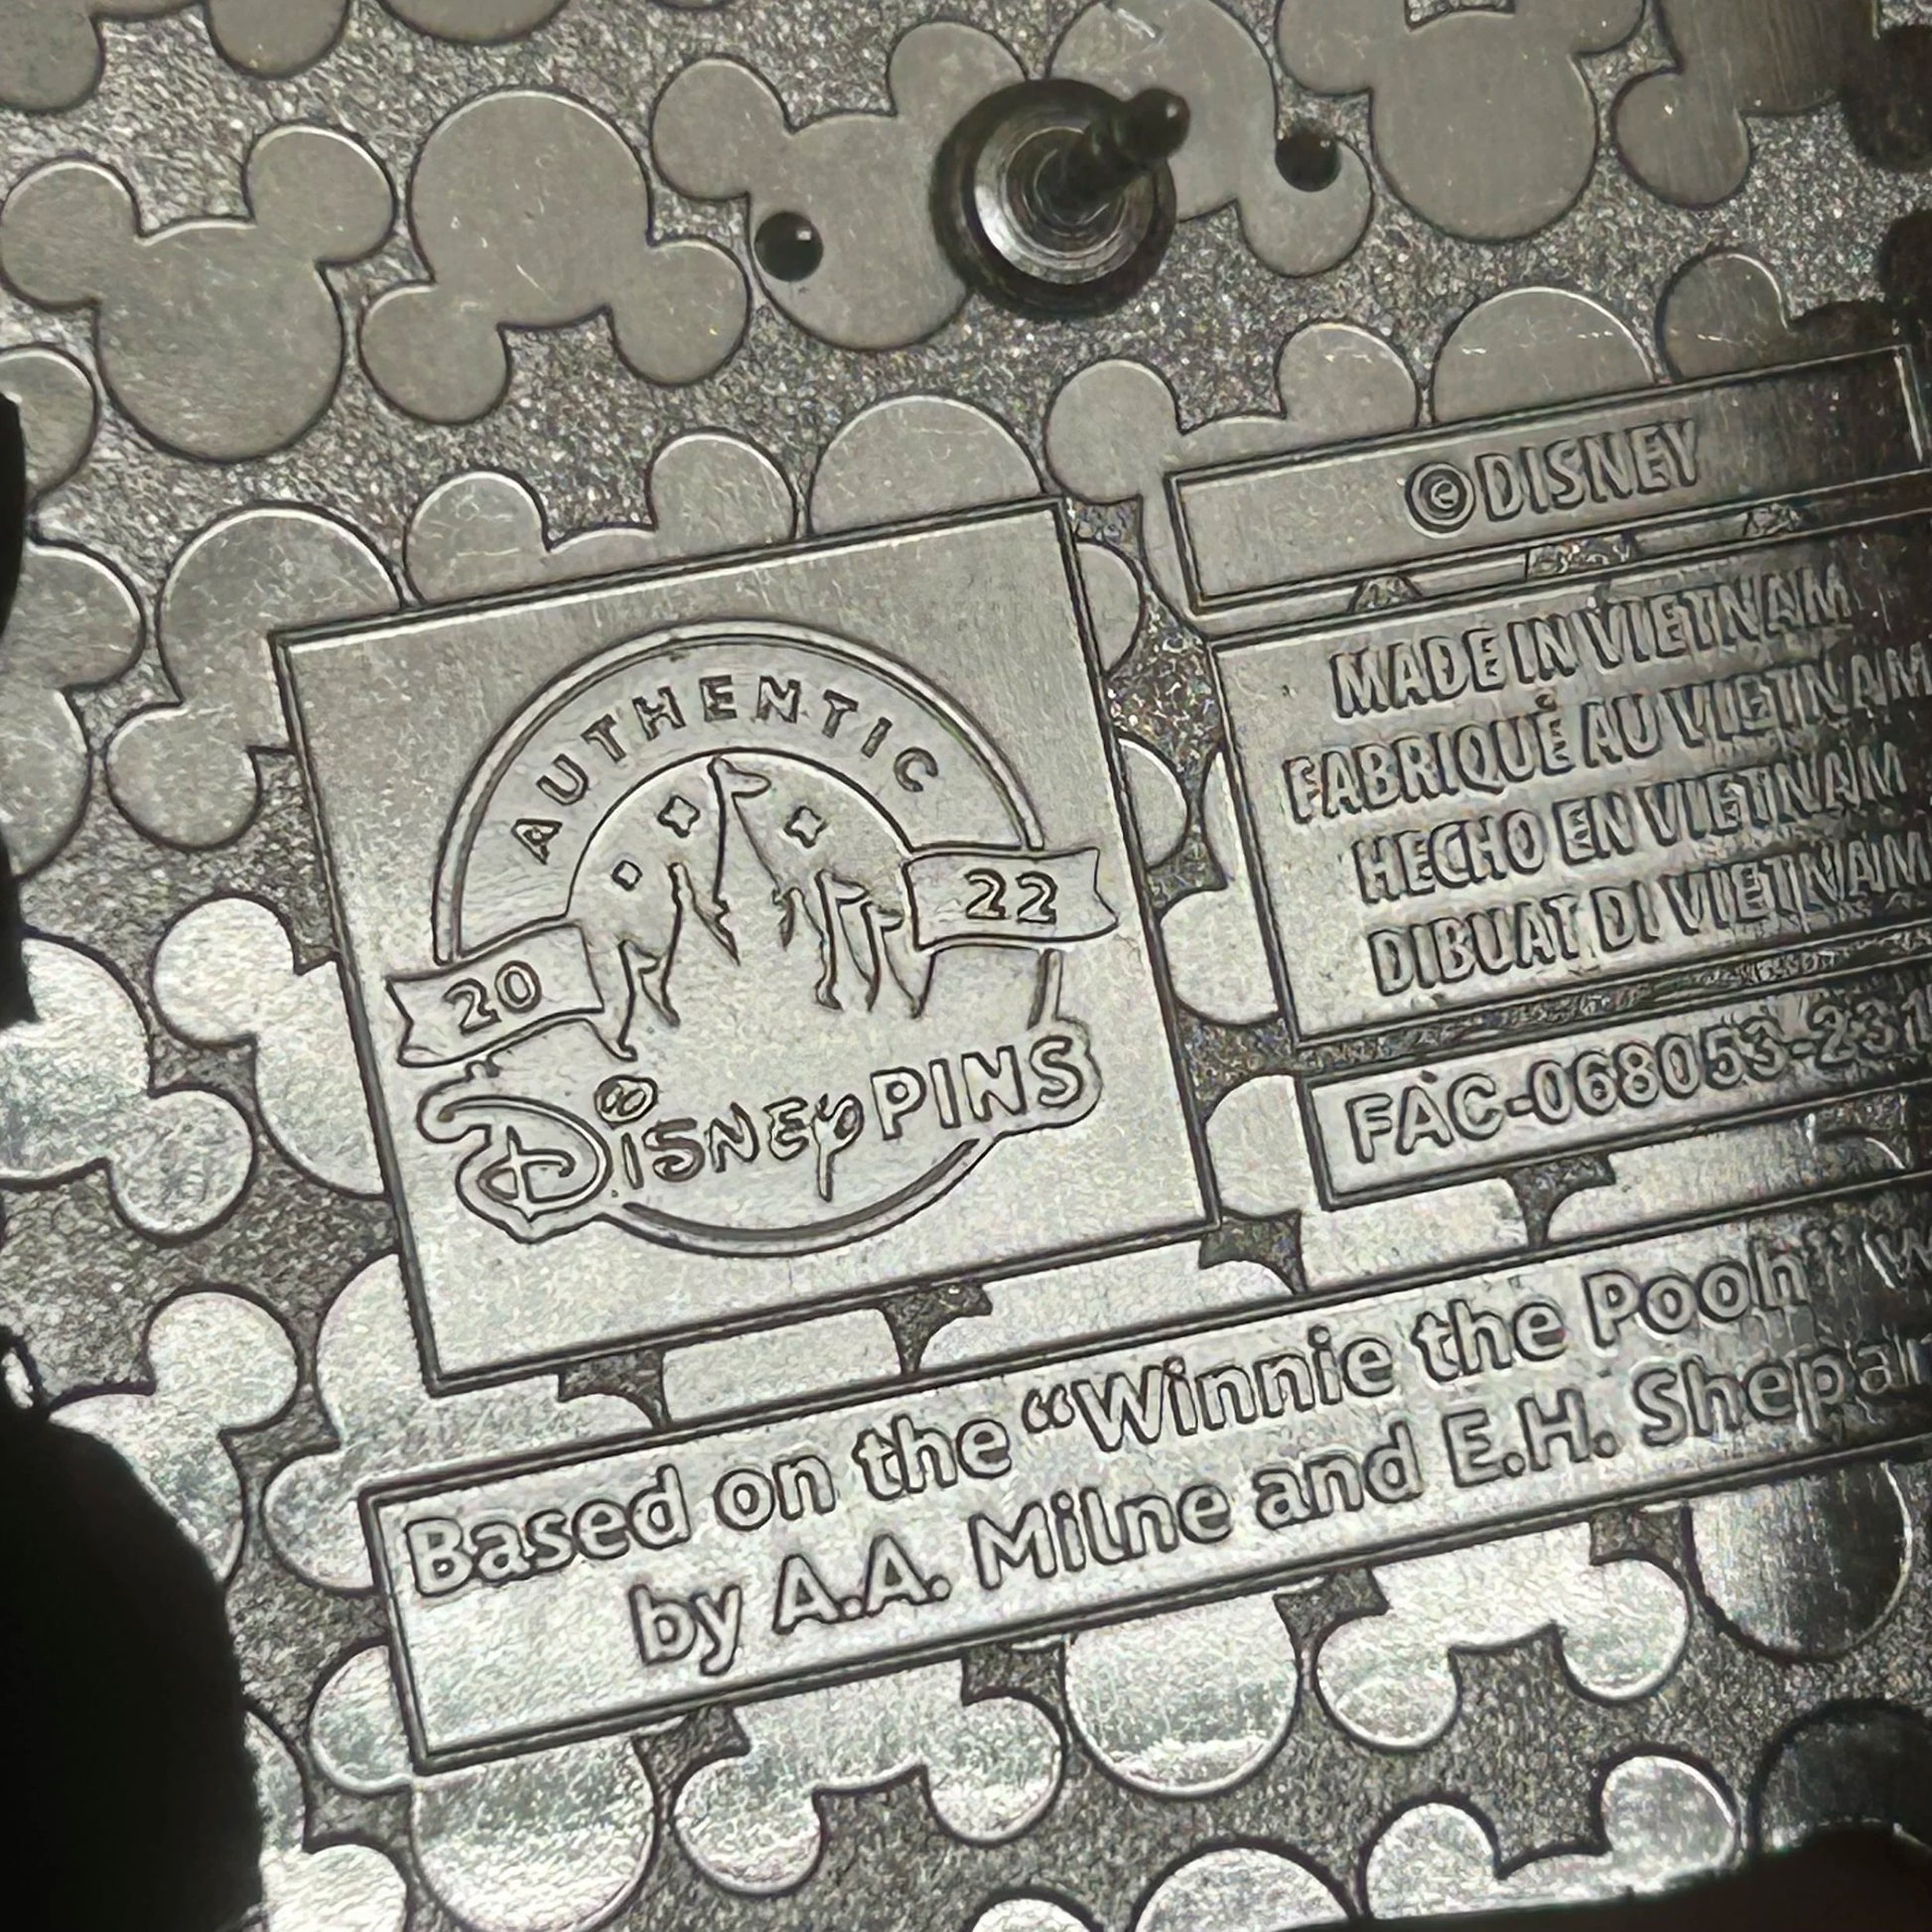 ©DISNEY
MADE IN VIETNAM
FABRIQUÉ AU VIETNAM
HECHO EN VIETNAM
DIBUAT DI VIETNAM
FAC-068053-231
AUTHENTIC
20 22
Disney PINS
Based on the “Winnie the Pooh”
by A.A. Milne and E.H.